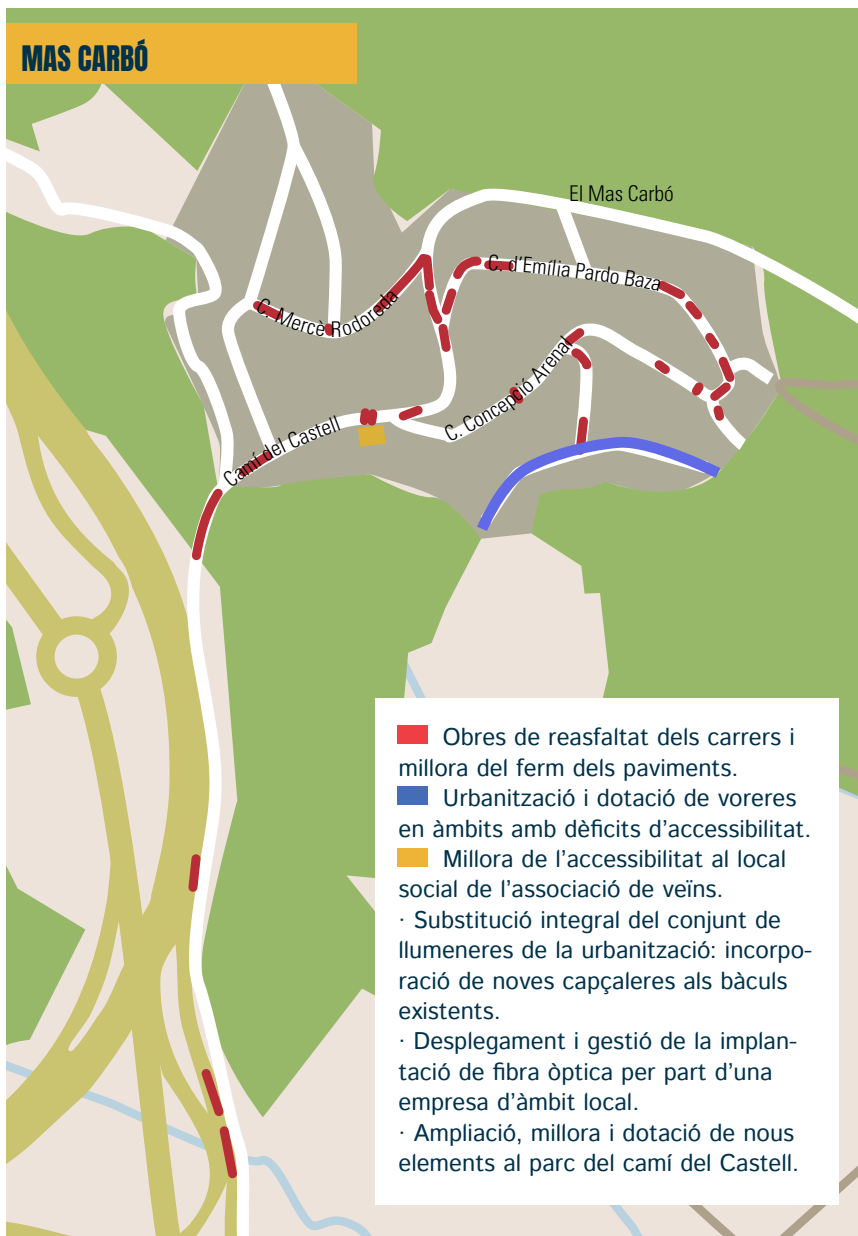 MAS CARBÓ
El Mas Carbó
C. d'Emília Pardo Baza
C. Mercè Rodoreda
C. Concepció Arenal
Camí del Castell
Obres de reasfaltat dels carrers i
millora del ferm dels paviments.
Urbanització i dotació de voreres
en àmbits amb dèficits d'accessibilitat.
Millora de l'accessibilitat al local
social de l'associació de veïns.
· Substitució integral del conjunt de
llumeneres de la urbanització: incorpo-
ració de noves capçaleres als bàculs
existents.
· Desplegament i gestió de la implan-
tació de fibra òptica per part d'una
empresa d'àmbit local.
· Ampliació, millora i dotació de nous
elements al parc del camí del Castell.